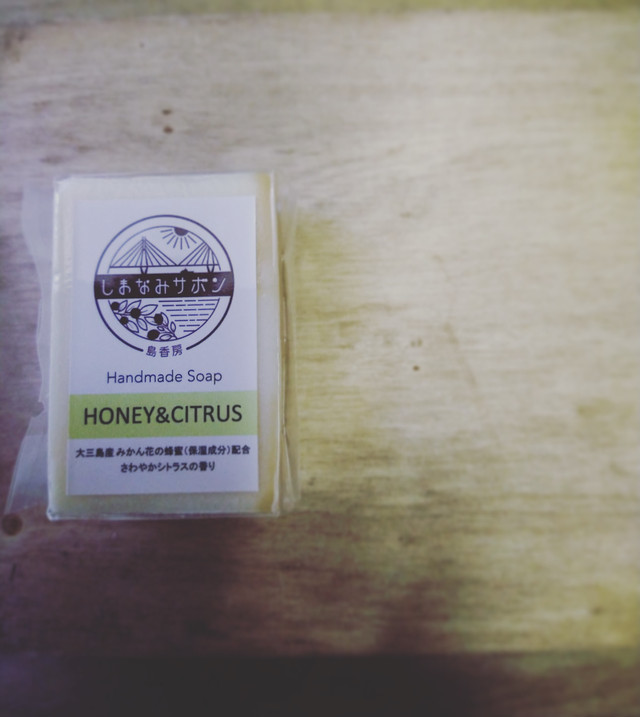 しまなみサボン
島香房
Handmade Soap
HONEY&CITRUS
大三島産 みかん花の蜂蜜(保湿成分)配合
さわやかシトラスの香り